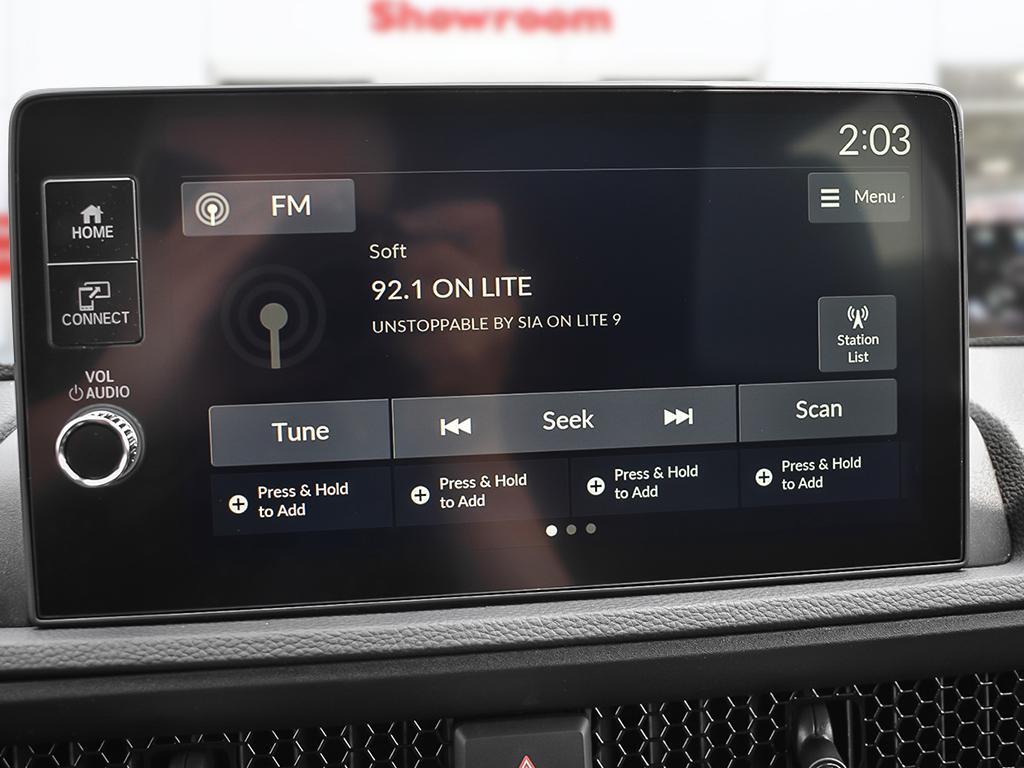 Showroom
2:03
HOME
FM
Menu
Soft
92.1 ON LITE
UNSTOPPABLE BY SIA ON LITE 9
CONNECT
Station
List
VOL
AUDIO
Tune
Seek
Scan
Press & Hold
to Add
Press & Hold
to Add
Press & Hold
to Add
Press & Hold
to Add